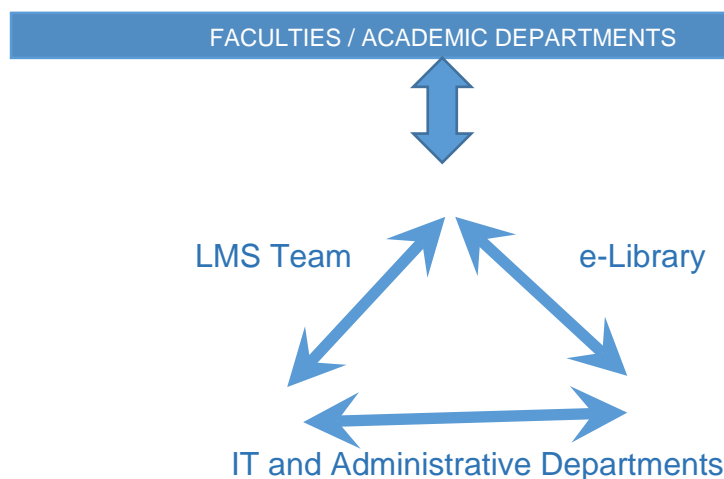 FACULTIES / ACADEMIC DEPARTMENTS
LMS Team
e-Library
IT and Administrative Departments